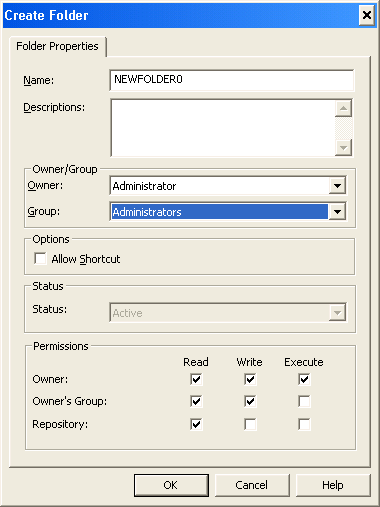 Create Folder
Folder Properties
Name: NEWFOLDER0
Descriptions:
Owner/Group
Owner: Administrator
Group: Administrators
Options
Allow Shortcut
Status
Status: Active
Permissions
Read Write Execute
Owner:
Owner's Group:
Repository:
OK Cancel Help